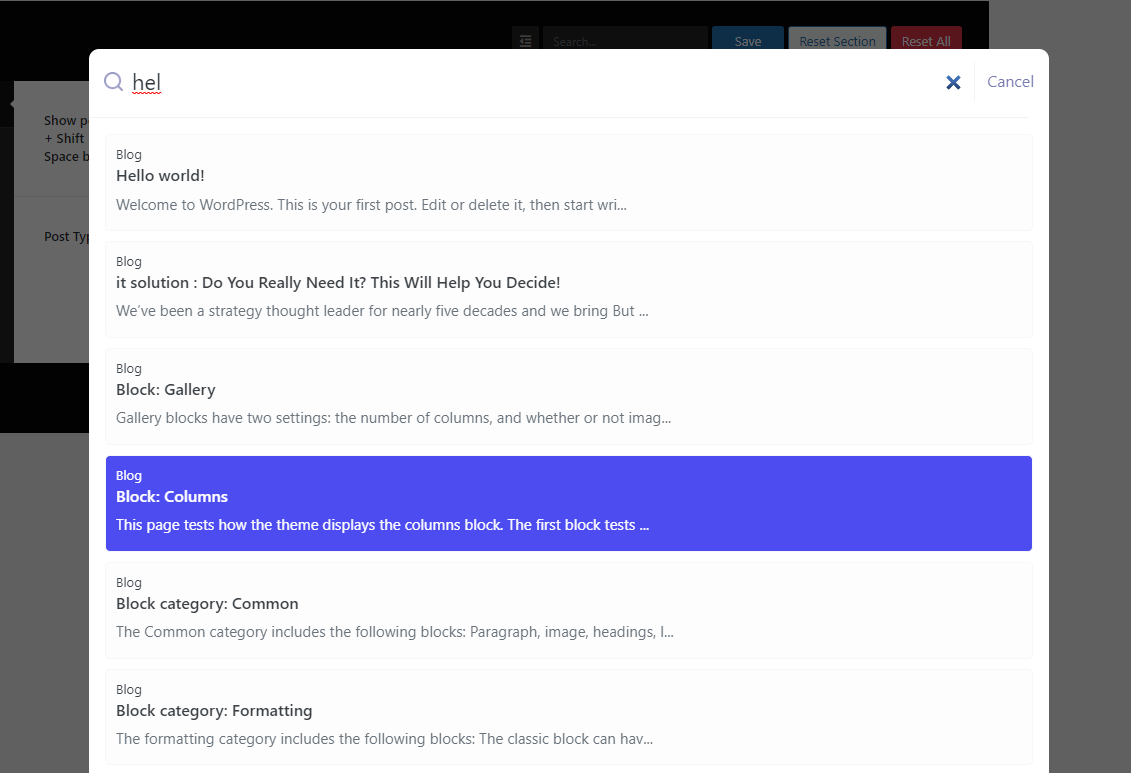 Search...
Save
Reset Section
Reset All
hel
Cancel
Show p
+ Shift
Space b
Post Typ
Blog
Hello world!
Welcome to WordPress. This is your first post. Edit or delete it, then start wri...
Blog
it solution : Do You Really Need It? This Will Help You Decide!
We’ve been a strategy thought leader for nearly five decades and we bring But ...
Blog
Block: Gallery
Gallery blocks have two settings: the number of columns, and whether or not imag...
Blog
Block: Columns
This page tests how the theme displays the columns block. The first block tests ...
Blog
Block category: Common
The Common category includes the following blocks: Paragraph, image, headings, l...
Blog
Block category: Formatting
The formatting category includes the following blocks: The classic block can hav...